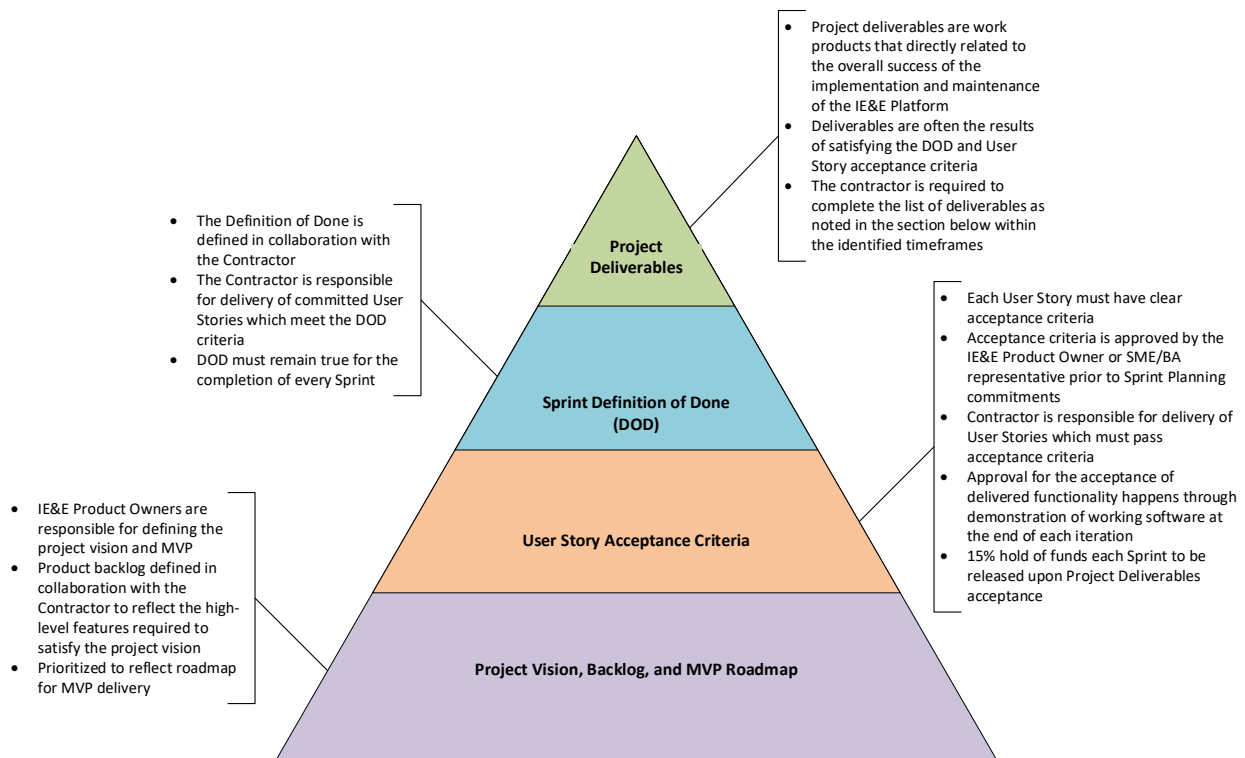 • Project deliverables are work
products that directly related to
the overall success of the
implementation and maintenance
of the IE&E Platform
• Deliverables are often the results
of satisfying the DOD and User
Story acceptance criteria
• The contractor is required to
complete the list of deliverables as
noted in the section below within
the identified timeframes
• The Definition of Done is
defined in collaboration with
the Contractor
• The Contractor is responsible
for delivery of committed User
Stories which meet the DOD
criteria
• DOD must remain true for the
completion of every Sprint
Project
Deliverables
• Each User Story must have clear
acceptance criteria
• Acceptance criteria is approved by the
IE&E Product Owner or SME/BA
representative prior to Sprint Planning
commitments
• Contractor is responsible for delivery of
User Stories which must pass
acceptance criteria
• Approval for the acceptance of
delivered functionality happens through
demonstration of working software at
the end of each iteration
• 15% hold of funds each Sprint to be
released upon Project Deliverables
acceptance
Sprint Definition of Done
(DOD)
• IE&E Product Owners are
responsible for defining the
project vision and MVP
• Product backlog defined in
collaboration with the
Contractor to reflect the high-
level features required to
satisfy the project vision
• Prioritized to reflect roadmap
for MVP delivery
User Story Acceptance Criteria
Project Vision, Backlog, and MVP Roadmap